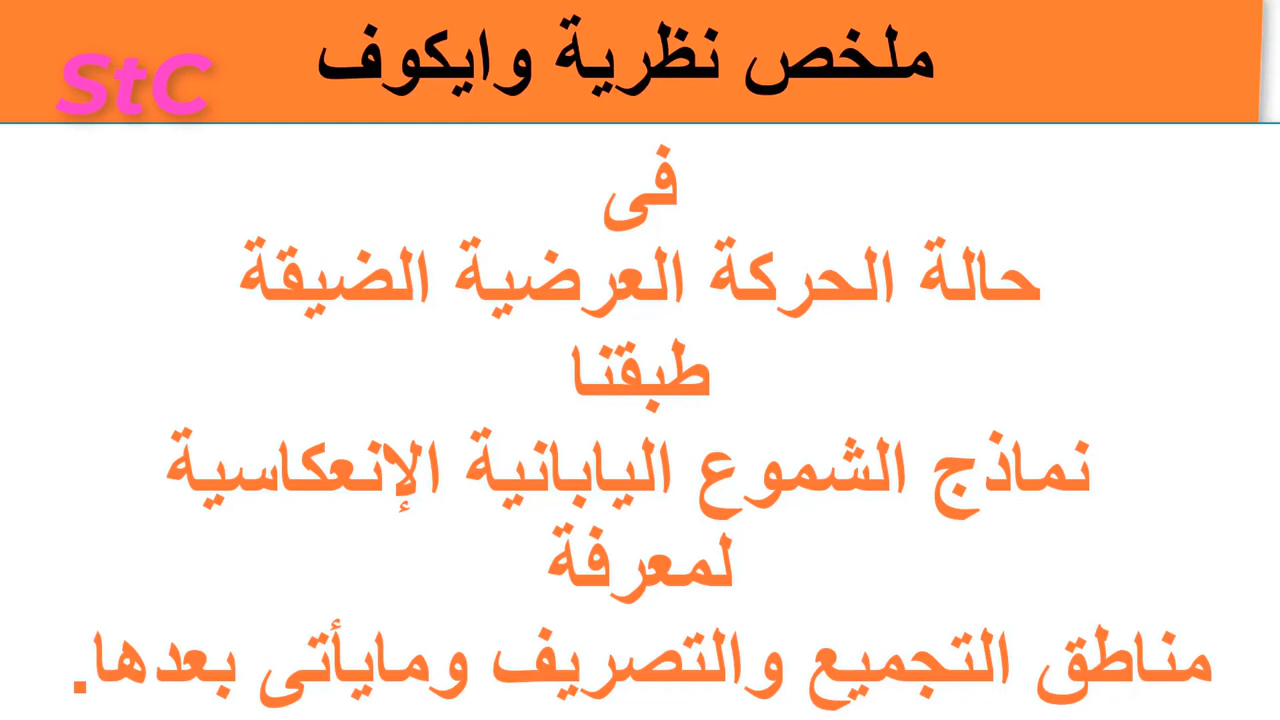 ملخص نظرية وايكوف
StC
فى
حالة الحركة العرضية الضيقة
طبقنا
نماذج الشموع اليابانية الإنعكاسية
لمعرفة
مناطق التجميع والتصريف ومايأتى بعدها.